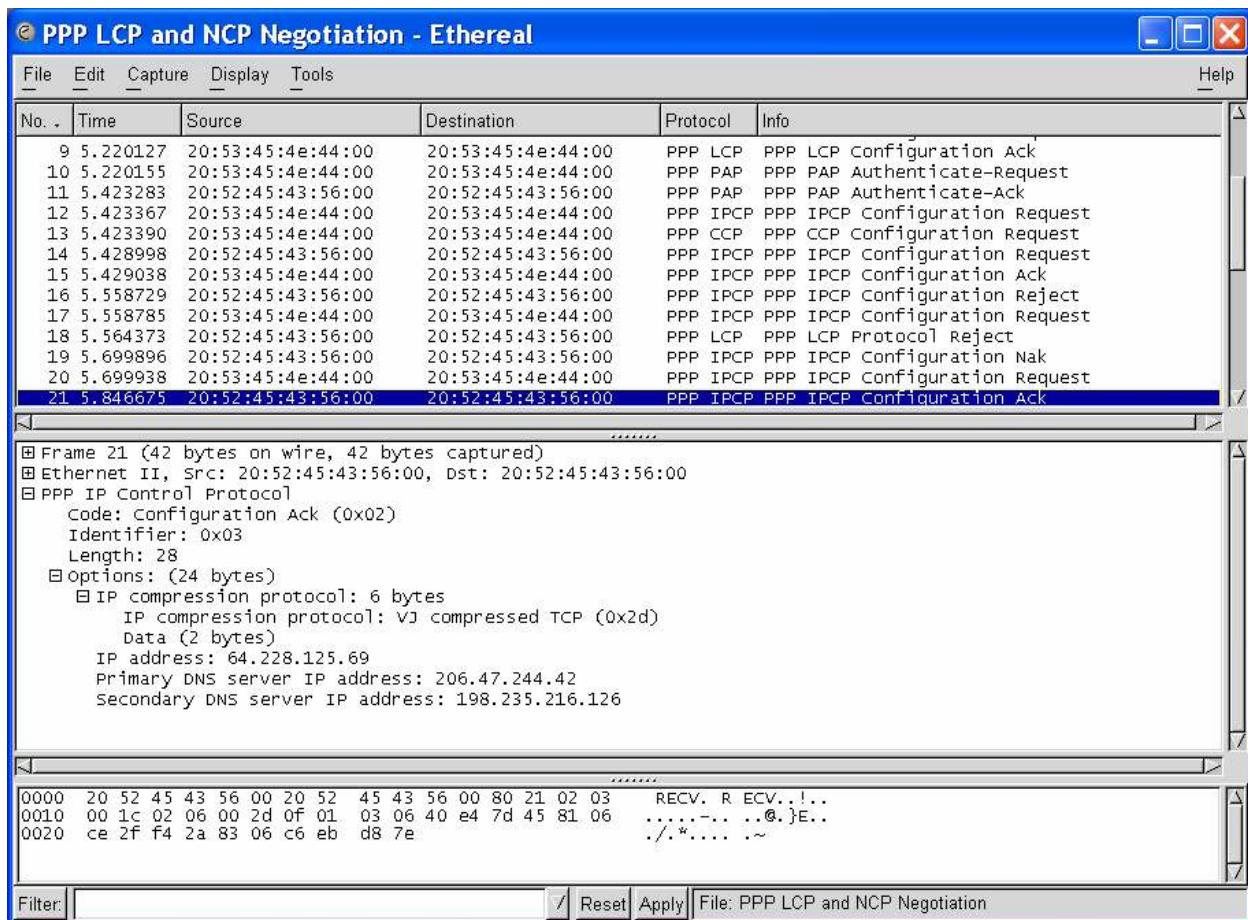 PPP LCP and NCP Negotiation - Ethereal
File Edit Capture Display Tools Help
No. . Time Source Destination Protocol Info
9 5.220127 20:53:45:4e:44:00 20:53:45:4e:44:00 PPP LCP PPP LCP Configuration Ack
10 5.220155 20:53:45:4e:44:00 20:53:45:4e:44:00 PPP PAP PPP PAP Authenticate-Request
11 5.423283 20:52:45:43:56:00 20:52:45:43:56:00 PPP PAP PPP PAP Authenticate-Ack
12 5.423367 20:53:45:4e:44:00 20:53:45:4e:44:00 PPP IPCP PPP IPCP Configuration Request
13 5.423390 20:53:45:4e:44:00 20:53:45:4e:44:00 PPP CCP PPP CCP Configuration Request
14 5.428998 20:52:45:43:56:00 20:52:45:43:56:00 PPP IPCP PPP IPCP Configuration Request
15 5.429038 20:53:45:4e:44:00 20:53:45:4e:44:00 PPP IPCP PPP IPCP Configuration Ack
16 5.558729 20:52:45:43:56:00 20:52:45:43:56:00 PPP IPCP PPP IPCP Configuration Reject
17 5.558785 20:53:45:4e:44:00 20:53:45:4e:44:00 PPP IPCP PPP IPCP Configuration Request
18 5.564373 20:52:45:43:56:00 20:52:45:43:56:00 PPP LCP PPP LCP Protocol Reject
19 5.699896 20:52:45:43:56:00 20:52:45:43:56:00 PPP IPCP PPP IPCP Configuration Nak
20 5.699938 20:53:45:4e:44:00 20:53:45:4e:44:00 PPP IPCP PPP IPCP Configuration Request
21 5.846675 20:52:45:43:56:00 20:52:45:43:56:00 PPP IPCP PPP IPCP Configuration Ack
Frame 21 (42 bytes on wire, 42 bytes captured)
Ethernet II, Src: 20:52:45:43:56:00, Dst: 20:52:45:43:56:00
PPP IP Control Protocol
Code: Configuration Ack (0x02)
Identifier: 0x03
Length: 28
Options: (24 bytes)
IP compression protocol: 6 bytes
IP compression protocol: VJ compressed TCP (0x2d)
Data (2 bytes)
IP address: 64.228.125.69
Primary DNS server IP address: 206.47.244.42
Secondary DNS server IP address: 198.235.216.126
0000 20 52 45 43 56 00 20 52 45 43 56 00 80 21 02 03 RECV. R ECV..!..
0010 00 1c 02 06 00 2d 0f 01 03 06 40 e4 7d 45 81 06 .....-.. ..@.}E..
0020 ce 2f f4 2a 83 06 c6 eb d8 7e ./.*.... .~
Filter: Reset Apply File: PPP LCP and NCP Negotiation